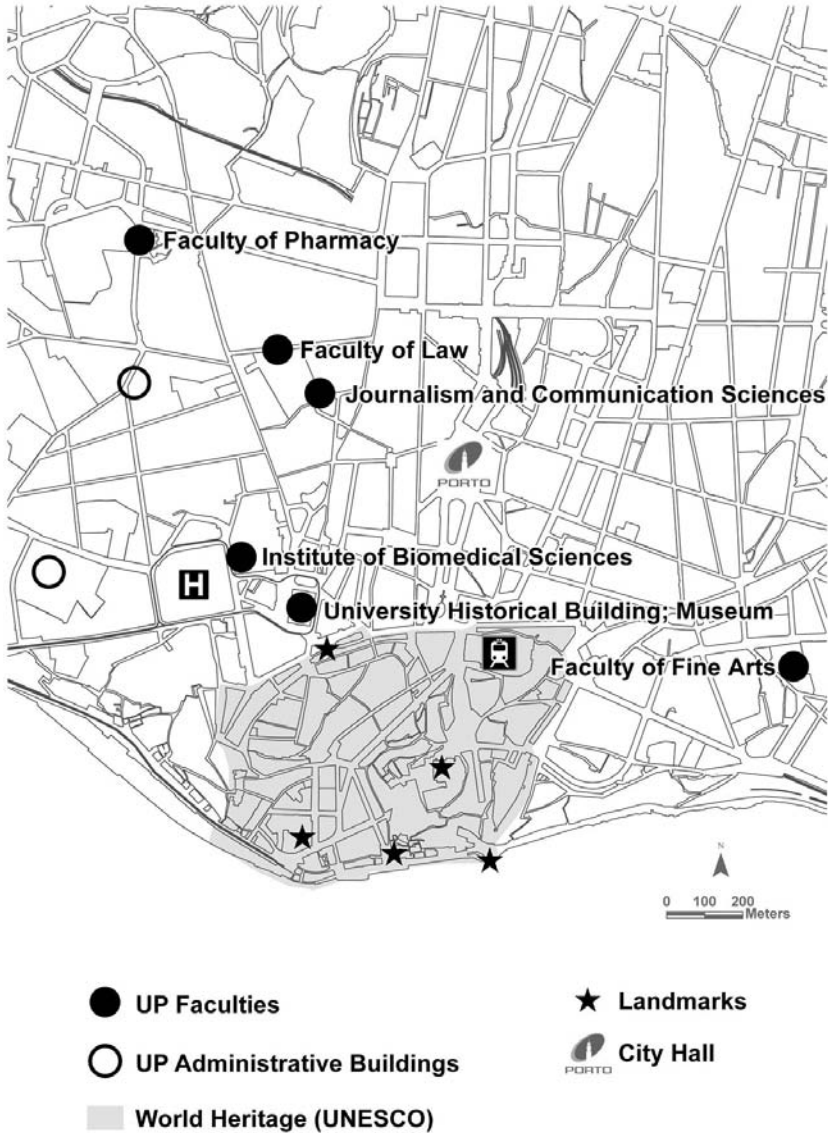 Faculty of Pharmacy
Faculty of Law
Journalism and Communication Sciences
PORTO
Institute of Biomedical Sciences
H
University Historical Building; Museum
Faculty of Fine Arts
N
0 100 200
Meters
UP Faculties
Landmarks
UP Administrative Buildings
PORTO
City Hall
World Heritage (UNESCO)